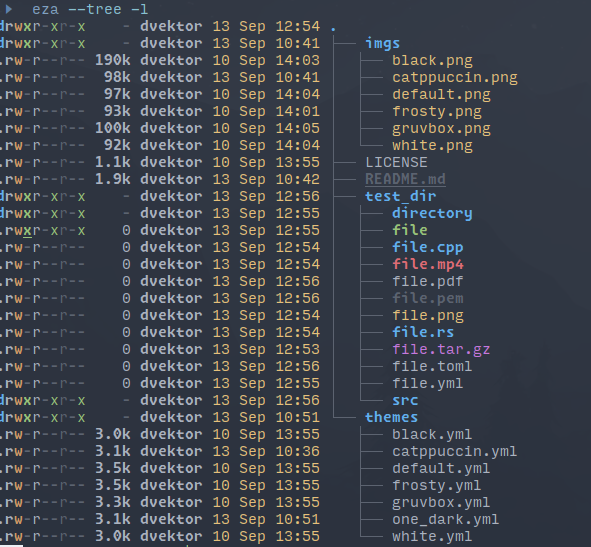 eza --tree -l
drwxr-xr-x    - dvektor 13 Sep 12:54 .
drwxr-xr-x    - dvektor 13 Sep 10:41 ├── imgs
.rw-r--r-- 190k dvektor 10 Sep 14:03 │  ├── black.png
.rw-r--r--  98k dvektor 13 Sep 10:41 │  ├── catppuccin.png
.rw-r--r--  97k dvektor 10 Sep 14:04 │  ├── default.png
.rw-r--r--  93k dvektor 10 Sep 14:01 │  ├── frosty.png
.rw-r--r-- 100k dvektor 10 Sep 14:05 │  ├── gruvbox.png
.rw-r--r--  92k dvektor 10 Sep 14:04 │  └── white.png
.rw-r--r-- 1.1k dvektor 10 Sep 13:55 ├── LICENSE
.rw-r--r-- 1.9k dvektor 13 Sep 10:42 ├── README.md
drwxr-xr-x    - dvektor 13 Sep 12:56 ├── test_dir
drwxr-xr-x    - dvektor 13 Sep 12:55 │  ├── directory
.rwxr-xr-x    0 dvektor 13 Sep 12:55 │  ├── file
.rw-r--r--    0 dvektor 13 Sep 12:54 │  ├── file.cpp
.rw-r--r--    0 dvektor 13 Sep 12:54 │  ├── file.mp4
.rw-r--r--    0 dvektor 13 Sep 12:56 │  ├── file.pdf
.rw-r--r--    0 dvektor 13 Sep 12:56 │  ├── file.pem
.rw-r--r--    0 dvektor 13 Sep 12:54 │  ├── file.png
.rw-r--r--    0 dvektor 13 Sep 12:54 │  ├── file.rs
.rw-r--r--    0 dvektor 13 Sep 12:53 │  ├── file.tar.gz
.rw-r--r--    0 dvektor 13 Sep 12:56 │  ├── file.toml
.rw-r--r--    0 dvektor 13 Sep 12:55 │  ├── file.yml
drwxr-xr-x    - dvektor 13 Sep 12:56 │  └── src
drwxr-xr-x    - dvektor 13 Sep 10:51 └── themes
.rw-r--r-- 3.0k dvektor 10 Sep 13:55    ├── black.yml
.rw-r--r-- 3.1k dvektor 13 Sep 10:36    ├── catppuccin.yml
.rw-r--r-- 3.5k dvektor 10 Sep 13:55    ├── default.yml
.rw-r--r-- 3.5k dvektor 10 Sep 13:55    ├── frosty.yml
.rw-r--r-- 3.3k dvektor 10 Sep 13:55    ├── gruvbox.yml
.rw-r--r-- 3.1k dvektor 13 Sep 10:51    ├── one_dark.yml
.rw-r--r-- 3.0k dvektor 10 Sep 13:55    └── white.yml